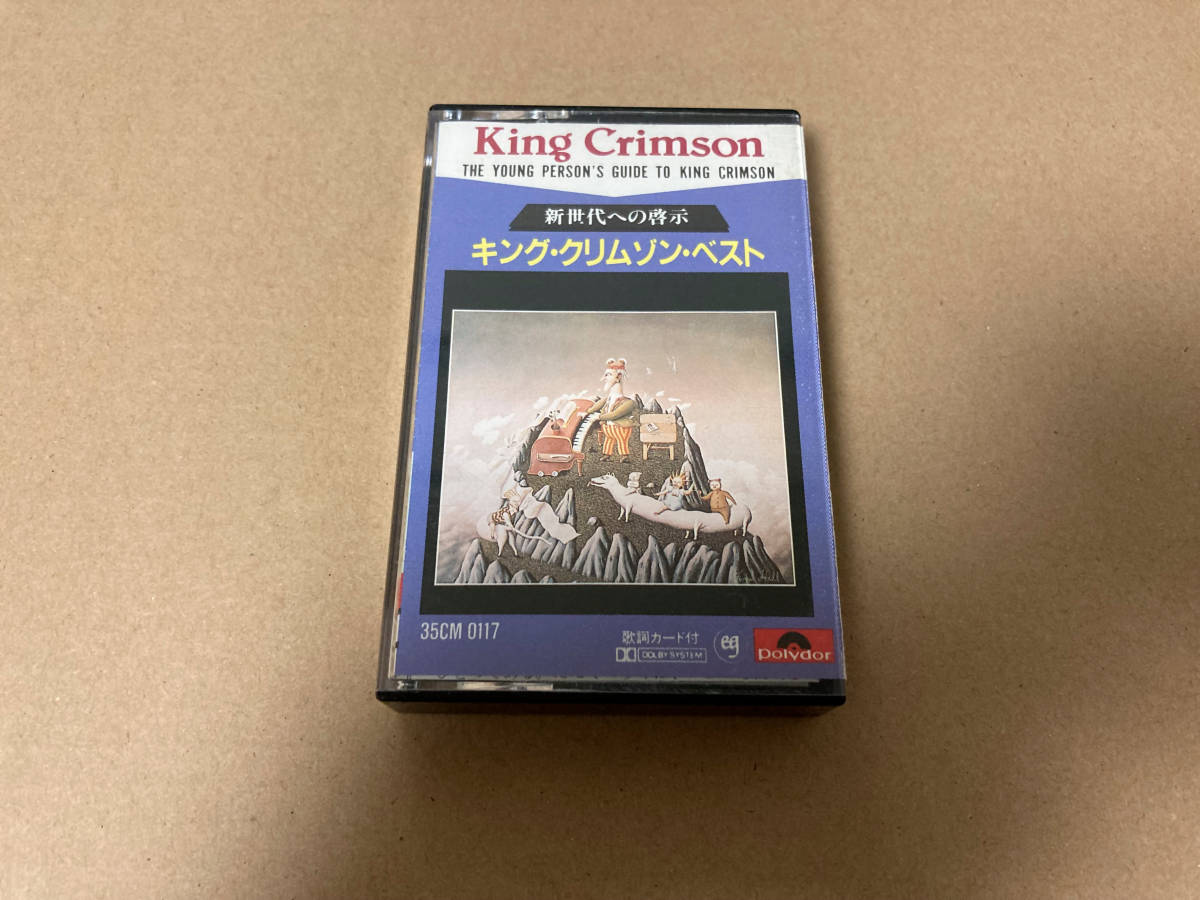 King Crimson
THE YOUNG PERSON'S GUIDE TO KING CRIMSON
新世代への啓示
キング・クリムゾン・ベスト
35CM 0117
歌詞カード付
DOLBY SYSTEM
eg
polydor